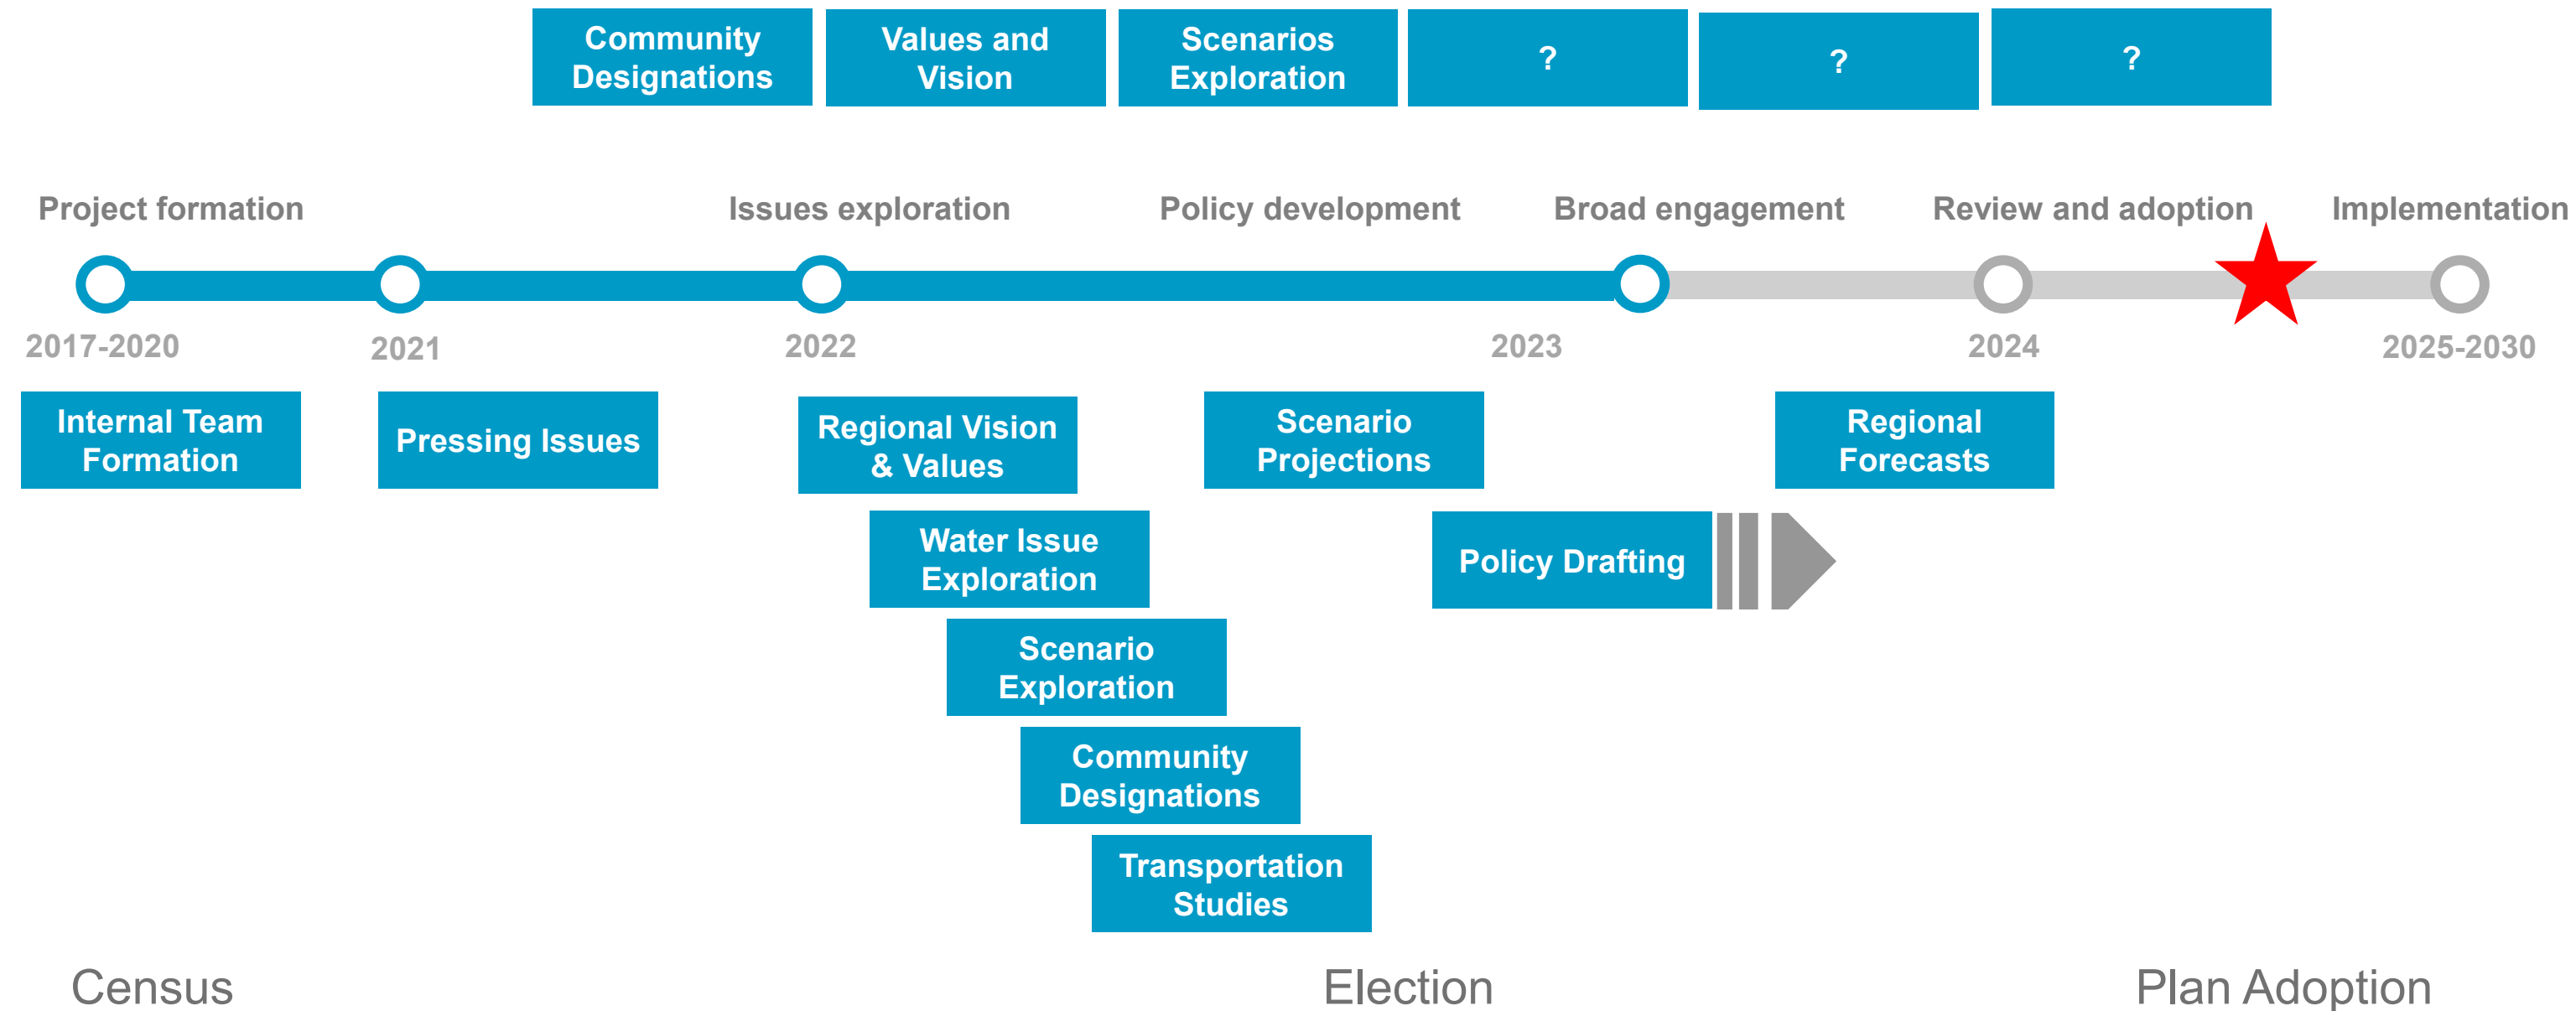 Community
Designations
Values and
Vision
Scenarios
Exploration
?
?
?
Project formation
Issues exploration
Policy development
Broad engagement
Review and adoption
Implementation
2017-2020
2021
2022
2023
2024
2025-2030
Internal Team
Formation
Pressing Issues
Regional Vision
& Values
Scenario
Projections
Regional
Forecasts
Water Issue
Exploration
Policy Drafting
Scenario
Exploration
Community
Designations
Transportation
Studies
Census
Election
Plan Adoption